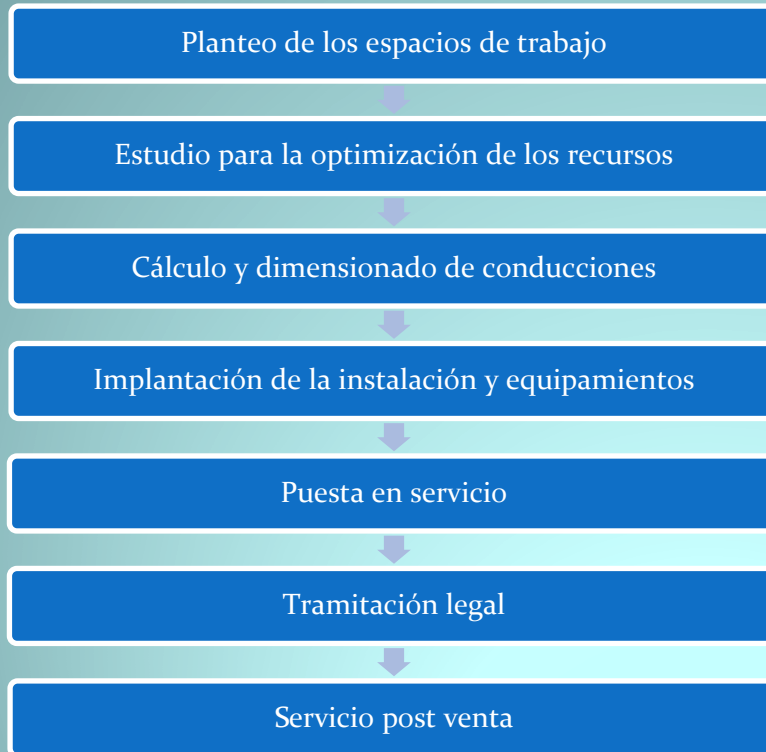 Planteo de los espacios de trabajo
Estudio para la optimización de los recursos
Cálculo y dimensionado de conducciones
Implantación de la instalación y equipamientos
Puesta en servicio
Tramitación legal
Servicio post venta